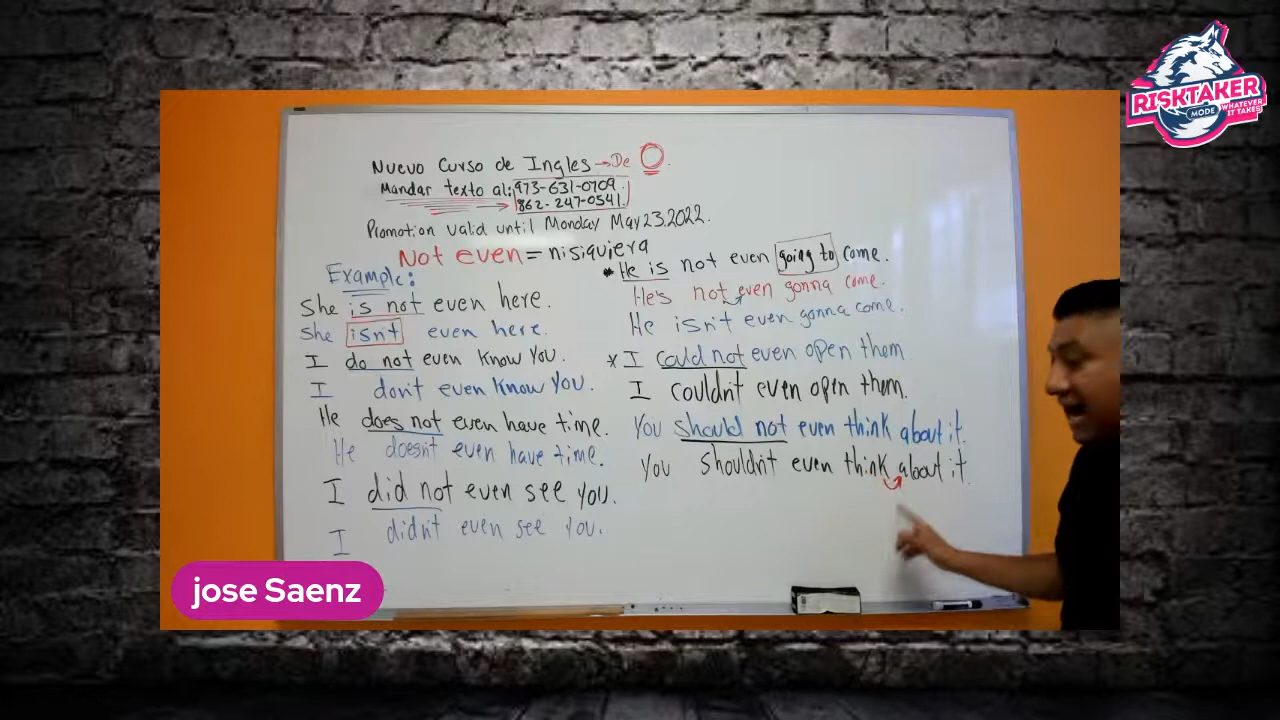 RISKTAKER
MODE
WHATEVER
IT TAKES
Nuevo Curso de Ingles → De 0.
Mandar texto al: 973-631-0709.
862-247-0541.
Promotion valid until Monday May 23, 2022.
Not even = nisiquiera
Example:
She is not even here.
She isn't even here.
I do not even know you.
I don't even know you.
He does not even have time.
He doesn't even have time.
I did not even see you.
I didn't even see you.
* He is not even going to come.
He's not even gonna come.
He isn't even gonna come.
* I could not even open them
I couldn't even open them.
You should not even think about it.
You shouldn't even think about it.
jose Saenz